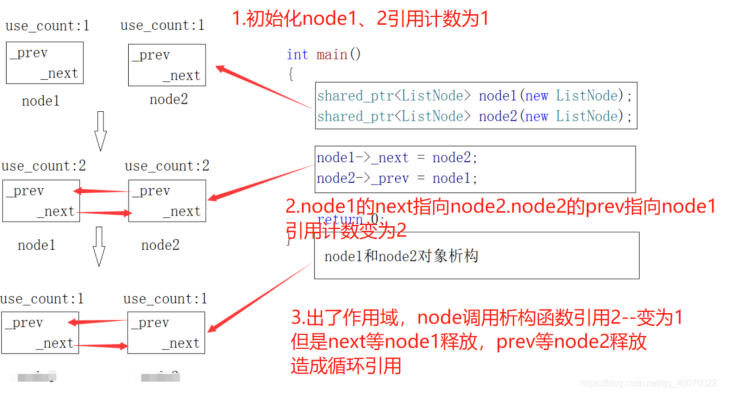 1.初始化node1、2引用计数为1
use_count:1
use_count:1
_prev
_next
_prev
_next
node1
node2
int main()
{
shared_ptr<ListNode> node1(new ListNode);
shared_ptr<ListNode> node2(new ListNode);
use_count:2
use_count:2
_prev
_next
_prev
_next
node1
node2
node1->_next = node2;
node2->_prev = node1;
2.node1的next指向node2.node2的prev指向node1
引用计数变为2
return 0;
}
node1和node2对象析构
use_count:1
use_count:1
_prev
_next
_prev
_next
3.出了作用域，node调用析构函数引用2--变为1
但是next等node1释放，prev等node2释放
造成循环引用